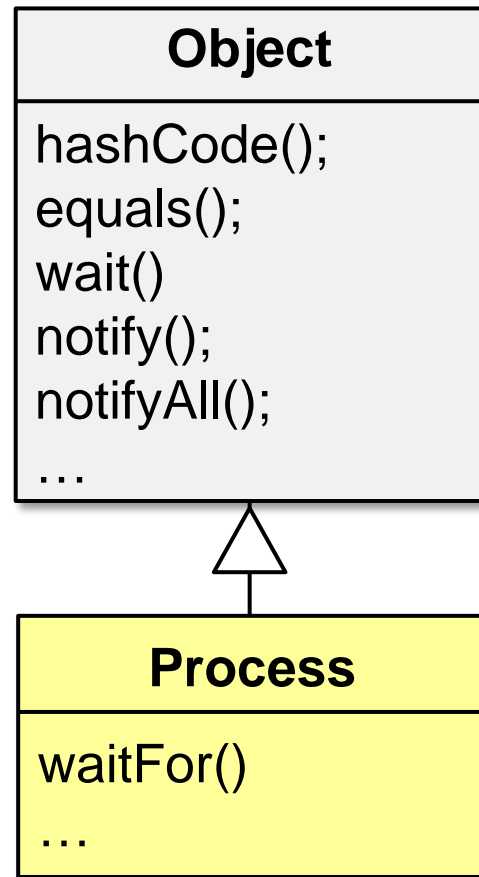 Object
hashCode();
equals();
wait()
notify();
notifyAll();
…
Process
waitFor()
…